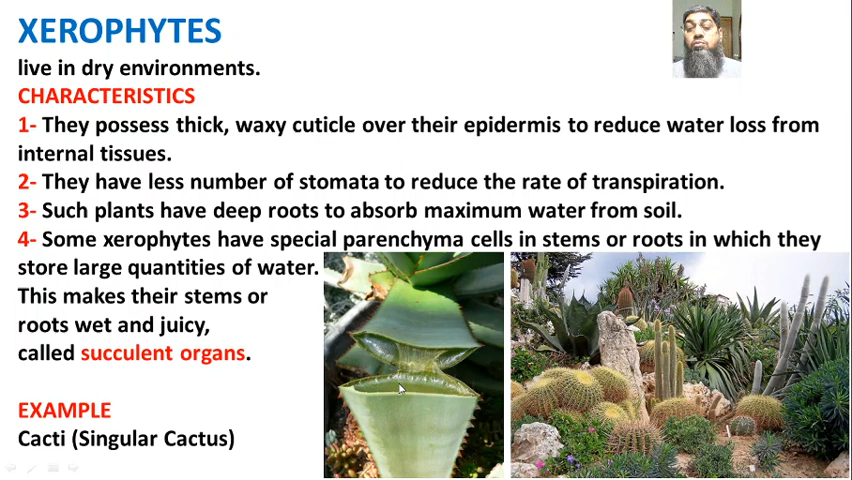 XEROPHYTES
live in dry environments.
CHARACTERISTICS
1- They possess thick, waxy cuticle over their epidermis to reduce water loss from
internal tissues.
2- They have less number of stomata to reduce the rate of transpiration.
3- Such plants have deep roots to absorb maximum water from soil.
4- Some xerophytes have special parenchyma cells in stems or roots in which they
store large quantities of water.
This makes their stems or
roots wet and juicy,
called succulent organs.
EXAMPLE
Cacti (Singular Cactus)